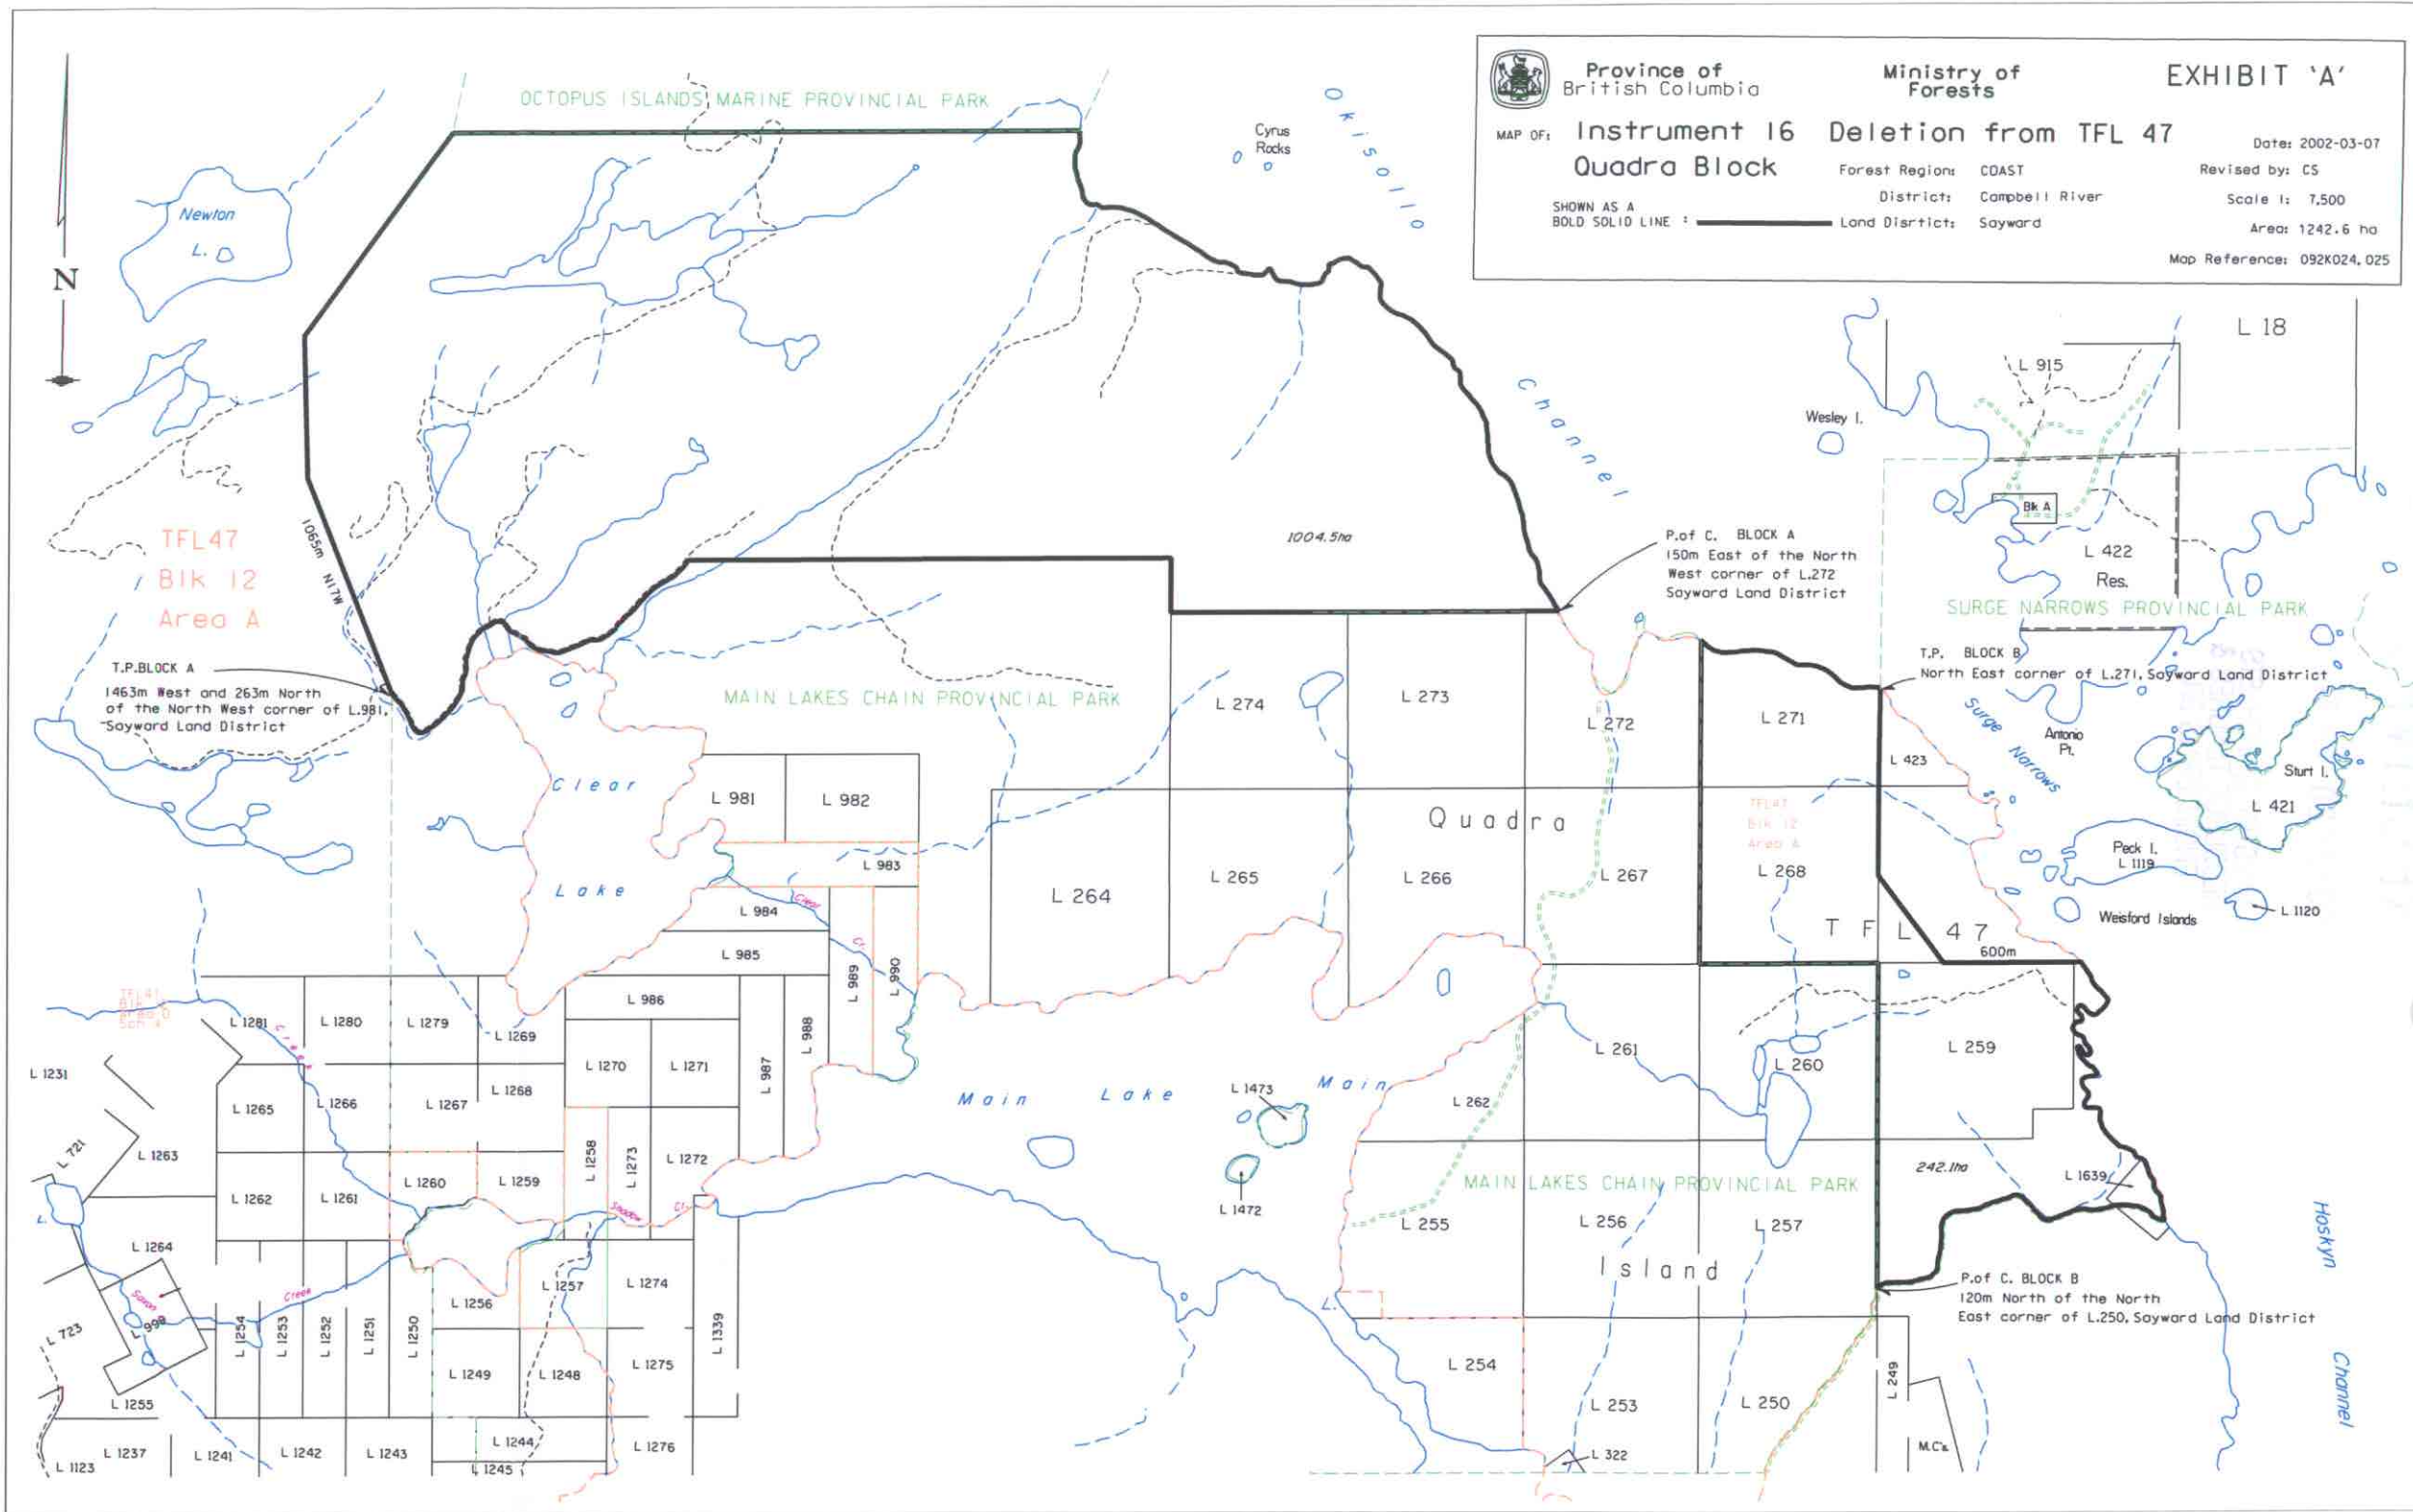 Province of
British Columbia
Ministry of
Forests
EXHIBIT 'A'
MAP OF: Instrument 16 Deletion from TFL 47
Quadra Block
Date: 2002-03-07
Forest Region: COAST
Revised by: CS
District: Campbell River
Scale 1: 7,500
SHOWN AS A
BOLD SOLID LINE :
Land Disrtict: Sayward
Area: 1242.6 ha
Map Reference: 092K024, 025
OCTOPUS ISLANDS MARINE PROVINCIAL PARK
Cyrus
Rocks
Okisollo
Channel
Newton
L.
N
L 18
L 915
Wesley I.
Blk A
L 422
Res.
SURGE NARROWS PROVINCIAL PARK
TFL47
Blk 12
Area A
1065m N17W
1004.5ha
P.of C. BLOCK A
150m East of the North
West corner of L.272
Sayward Land District
T.P.BLOCK A
1463m West and 263m North
of the North West corner of L.981,
Sayward Land District
T.P. BLOCK B
North East corner of L.271, Sayward Land District
MAIN LAKES CHAIN PROVINCIAL PARK
L 274
L 273
L 272
L 271
L 423
Surge Narrows
Antonio
Pt.
Sturt I.
L 421
Clear
Lake
L 981
L 982
L 983
L 984
L 985
Clear
Cr.
L 989
L 990
Quadra
TFL47
Blk 12
Area A
L 264
L 265
L 266
L 267
L 268
Peck I.
L 1119
L 1120
Weisford Islands
TFL 47
600m
L 986
L 987
L 988
L 1281
L 1280
L 1279
L 1269
Creek
L 1270
L 1271
L 1231
L 1265
L 1266
L 1267
L 1268
L 261
L 260
L 259
Main Lake
Main
L 1473
L 262
L 721
L 1263
L 1258
L 1273
L 1272
L 1262
L 1261
L 1260
L 1259
Shadow
Cr.
L 1472
MAIN LAKES CHAIN PROVINCIAL PARK
242.1ha
L 1639
L 255
L 256
L 257
Island
Hoskyn
Channel
L.
L 1264
L 1257
L 1274
L 1256
L.
P.of C. BLOCK B
120m North of the North
East corner of L.250, Sayward Land District
Creek
L 998
L 723
L 1254
L 1253
L 1252
L 1251
L 1250
L 1339
L 1249
L 1248
L 1275
L 254
L 253
L 250
L 249
L 1255
L 1237
L 1123
L 1241
L 1242
L 1243
L 1244
L 1245
L 1276
L 322
M.C's.